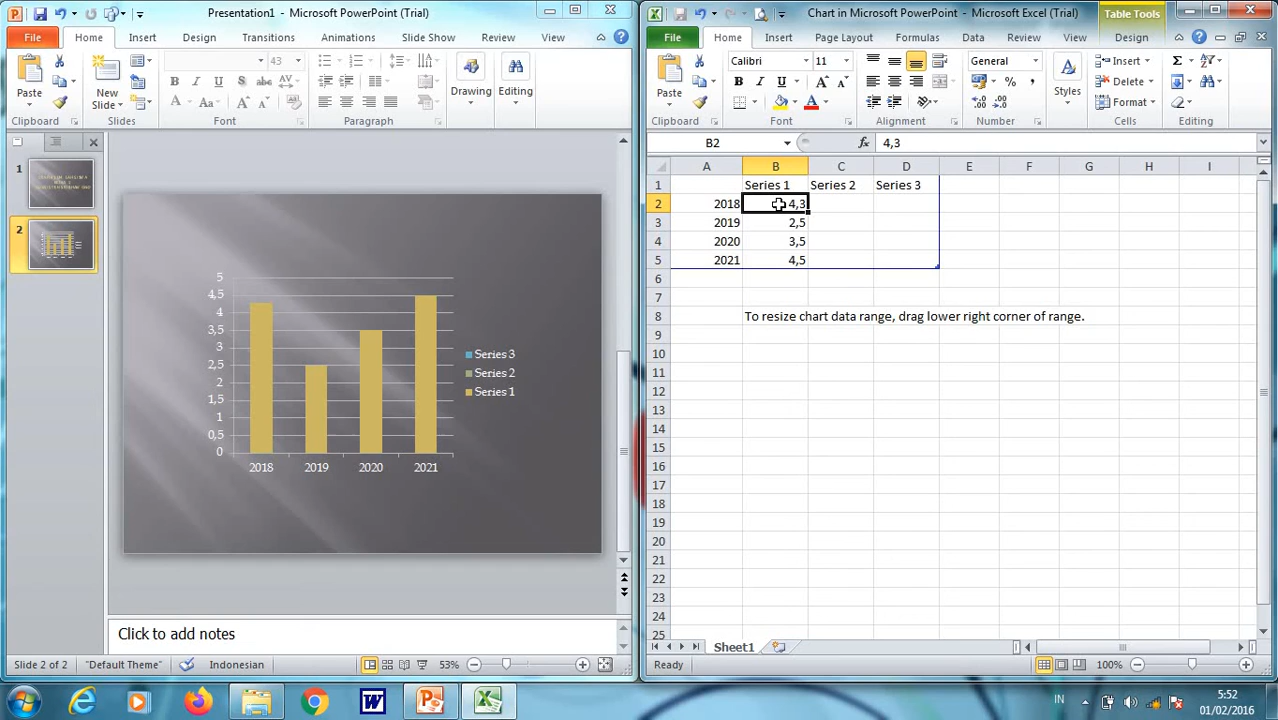 Presentation1 - Microsoft PowerPoint (Trial)
File Home Insert Design Transitions Animations Slide Show Review View
Paste
New
Slide
43
Drawing
Editing
Clipboard Slides Font Paragraph
1
2
5
4,5
4
3,5
3
2,5
2
1,5
1
0,5
0
2018 2019 2020 2021
Series 3
Series 2
Series 1
Click to add notes
Slide 2 of 2 "Default Theme" Indonesian 53%
Chart in Microsoft PowerPoint - Microsoft Excel (Trial) Table Tools
File Home Insert Page Layout Formulas Data Review View Design
Paste
Calibri 11
General
Styles
Insert
Delete
Format
Clipboard Font Alignment Number Cells Editing
B2 fx 4,3
A B C D E F G H I
1 Series 1 Series 2 Series 3
2 2018 4,3
3 2019 2,5
4 2020 3,5
5 2021 4,5
6
7
8 To resize chart data range, drag lower right corner of range.
9
10
11
12
13
14
15
16
17
18
19
20
21
22
23
24
25
Sheet1
Ready 100%
IN
5:52
01/02/2016